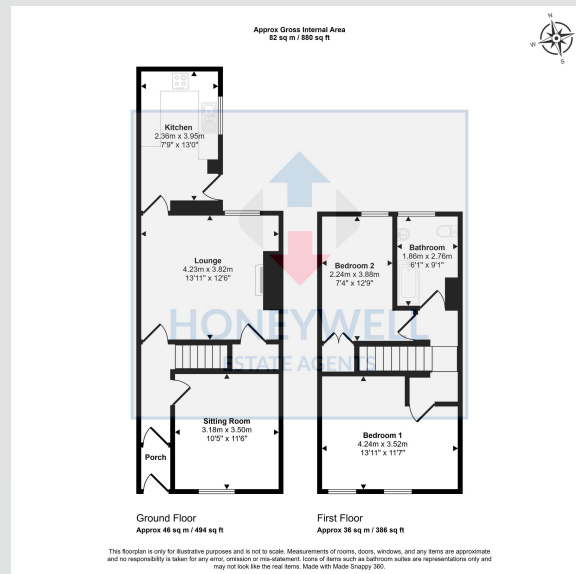 Approx Gross Internal Area
82 sq m / 880 sq ft
N
W
E
S
Kitchen
2.36m x 3.95m
7'9" x 13'0"
Lounge
4.23m x 3.82m
13'11" x 12'6"
Bedroom 2
2.24m x 3.88m
7'4" x 12'9"
Bathroom
1.86m x 2.76m
6'1" x 9'1"
HONEYWELL
ESTATE AGENTS
Sitting Room
3.18m x 3.50m
10'5" x 11'6"
Bedroom 1
4.24m x 3.52m
13'11" x 11'7"
Porch
Ground Floor
Approx 46 sq m / 494 sq ft
First Floor
Approx 36 sq m / 386 sq ft
This floorplan is only for illustrative purposes and is not to scale. Measurements of rooms, doors, windows, and any items are approximate
and no responsibility is taken for any error, omission or mis-statement. Icons of items such as bathroom suites are representations only and
may not look like the real items. Made with Made Snappy 360.